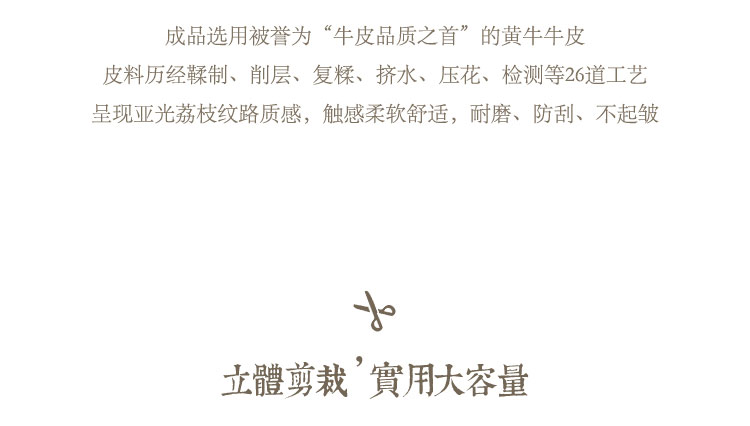 成品选用被誉为“牛皮品质之首”的黄牛牛皮
皮料历经鞣制、削层、复鞣、挤水、压花、检测等26道工艺
呈现亚光荔枝纹路质感，触感柔软舒适，耐磨、防刮、不起皱
立體剪裁，實用大容量